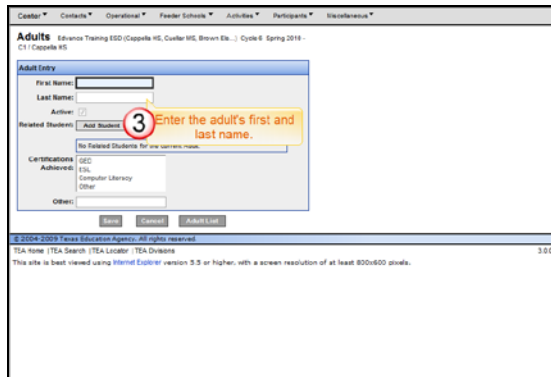 Center Contacts Operational Feeder Schools Activities Participants Miscellaneous
Adults Edvance Training ESD (Cappella HS, Cuellar MS, Brown Ele...) Cycle 6 Spring 2018 -
C1 / Cappella HS
Adult Entry
First Name:
Last Name:
Active:
Related Student: Add Student
3 Enter the adult's first and
last name.
No Related Students for the current Adult.
Certifications
Achieved:
GED
ESL
Computer Literacy
Other
Other:
Save Cancel Adult List
© 2004-2009 Texas Education Agency. All rights reserved.
TEA Home | TEA Search | TEA Locator | TEA Divisions 3.0.0
This site is best viewed using Internet Explorer version 5.5 or higher, with a screen resolution of at least 800x600 pixels.